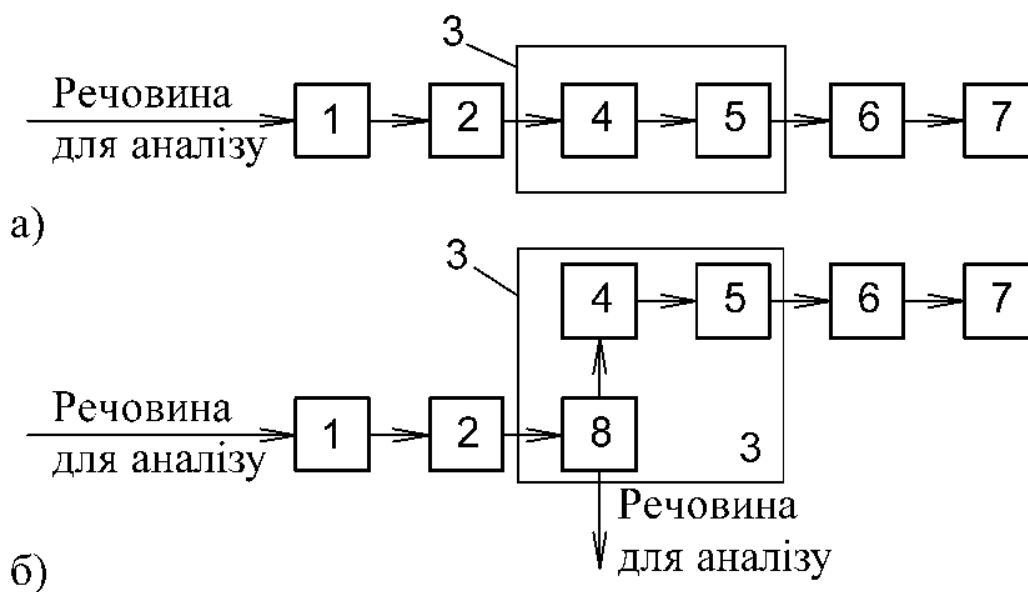 3
Речовина
для аналізу
1
2
4
5
6
7
а)
3
4
5
6
7
Речовина
для аналізу
1
2
8
3
Речовина
для аналізу
б)